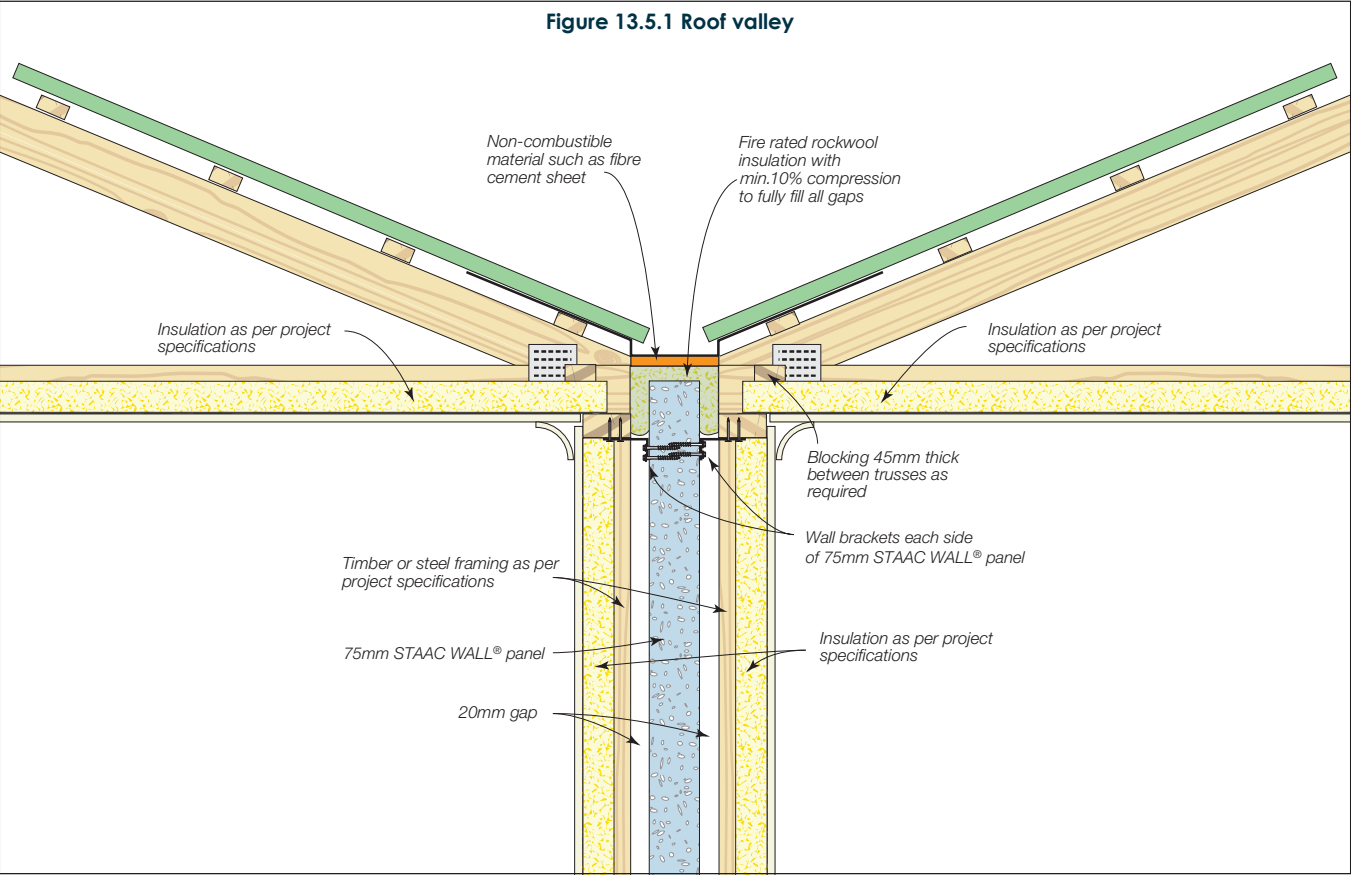 Figure 13.5.1 Roof valley
Non-combustible
material such as fibre
cement sheet
Fire rated rockwool
insulation with
min.10% compression
to fully fill all gaps
Insulation as per project
specifications
Insulation as per project
specifications
Blocking 45mm thick
between trusses as
required
Wall brackets each side
of 75mm STAAC WALL® panel
Timber or steel framing as per
project specifications
Insulation as per project
specifications
75mm STAAC WALL® panel
20mm gap